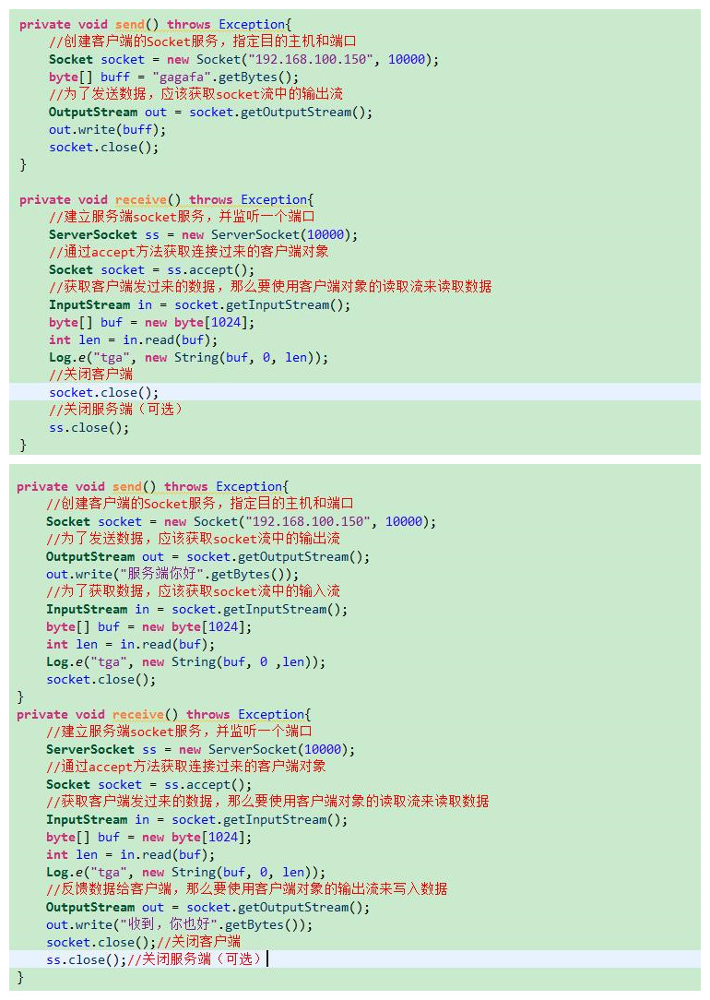 private void send() throws Exception{
//创建客户端的Socket服务，指定目的主机和端口
Socket socket = new Socket("192.168.100.150", 10000);
byte[] buff = "gagafa".getBytes();
//为了发送数据，应该获取socket流中的输出流
OutputStream out = socket.getOutputStream();
out.write(buff);
socket.close();
}
private void receive() throws Exception{
//建立服务端socket服务，并监听一个端口
ServerSocket ss = new ServerSocket(10000);
//通过accept方法获取连接过来的客户端对象
Socket socket = ss.accept();
//获取客户端发过来的数据，那么要使用客户端对象的读取流来读取数据
InputStream in = socket.getInputStream();
byte[] buf = new byte[1024];
int len = in.read(buf);
Log.e("tga", new String(buf, 0, len));
//关闭客户端
socket.close();
//关闭服务端（可选）
ss.close();
}
private void send() throws Exception{
//创建客户端的Socket服务，指定目的主机和端口
Socket socket = new Socket("192.168.100.150", 10000);
//为了发送数据，应该获取socket流中的输出流
OutputStream out = socket.getOutputStream();
out.write("服务端你好".getBytes());
//为了获取数据，应该获取socket流中的输入流
InputStream in = socket.getInputStream();
byte[] buf = new byte[1024];
int len = in.read(buf);
Log.e("tga", new String(buf, 0 ,len));
socket.close();
}
private void receive() throws Exception{
//建立服务端socket服务，并监听一个端口
ServerSocket ss = new ServerSocket(10000);
//通过accept方法获取连接过来的客户端对象
Socket socket = ss.accept();
//获取客户端发过来的数据，那么要使用客户端对象的读取流来读取数据
InputStream in = socket.getInputStream();
byte[] buf = new byte[1024];
int len = in.read(buf);
Log.e("tga", new String(buf, 0, len));
//反馈数据给客户端，那么要使用客户端对象的输出流来写入数据
OutputStream out = socket.getOutputStream();
out.write("收到，你也好".getBytes());
socket.close();//关闭客户端
ss.close();//关闭服务端（可选）
}